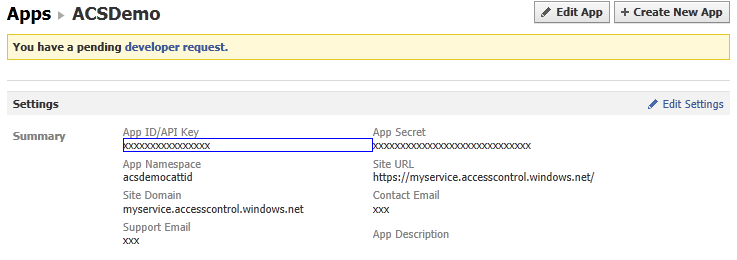 Apps ▸ ACSDemo
Edit App
+ Create New App
You have a pending developer request.
Settings
Edit Settings
Summary
App ID/API Key
App Secret
xxxxxxxxxxxxxxxx
xxxxxxxxxxxxxxxxxxxxxxxxxxxxx
App Namespace
Site URL
acsdemocattid
https://myservice.accesscontrol.windows.net/
Site Domain
Contact Email
myservice.accesscontrol.windows.net
xxx
Support Email
App Description
xxx